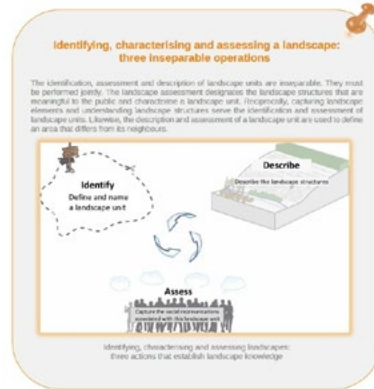 Identifying, characterising and assessing a landscape:
three inseparable operations
The identification, assessment and description of landscape units are inseparable. They must
be performed jointly. The landscape assessment designates the landscape structures that are
meaningful to the public and characterise a landscape unit. Reciprocally, capturing landscape
elements and understanding landscape structures serve the identification and assessment of
landscape units. Likewise, the description and assessment of a landscape unit are used to define
an area that differs from its neighbours.
Identify
Define and name
a landscape unit
Describe
Describe the landscape structures
Assess
Capture the social representations
associated with this landscape unit
Identifying, characterising and assessing landscapes:
three actions that establish landscape knowledge